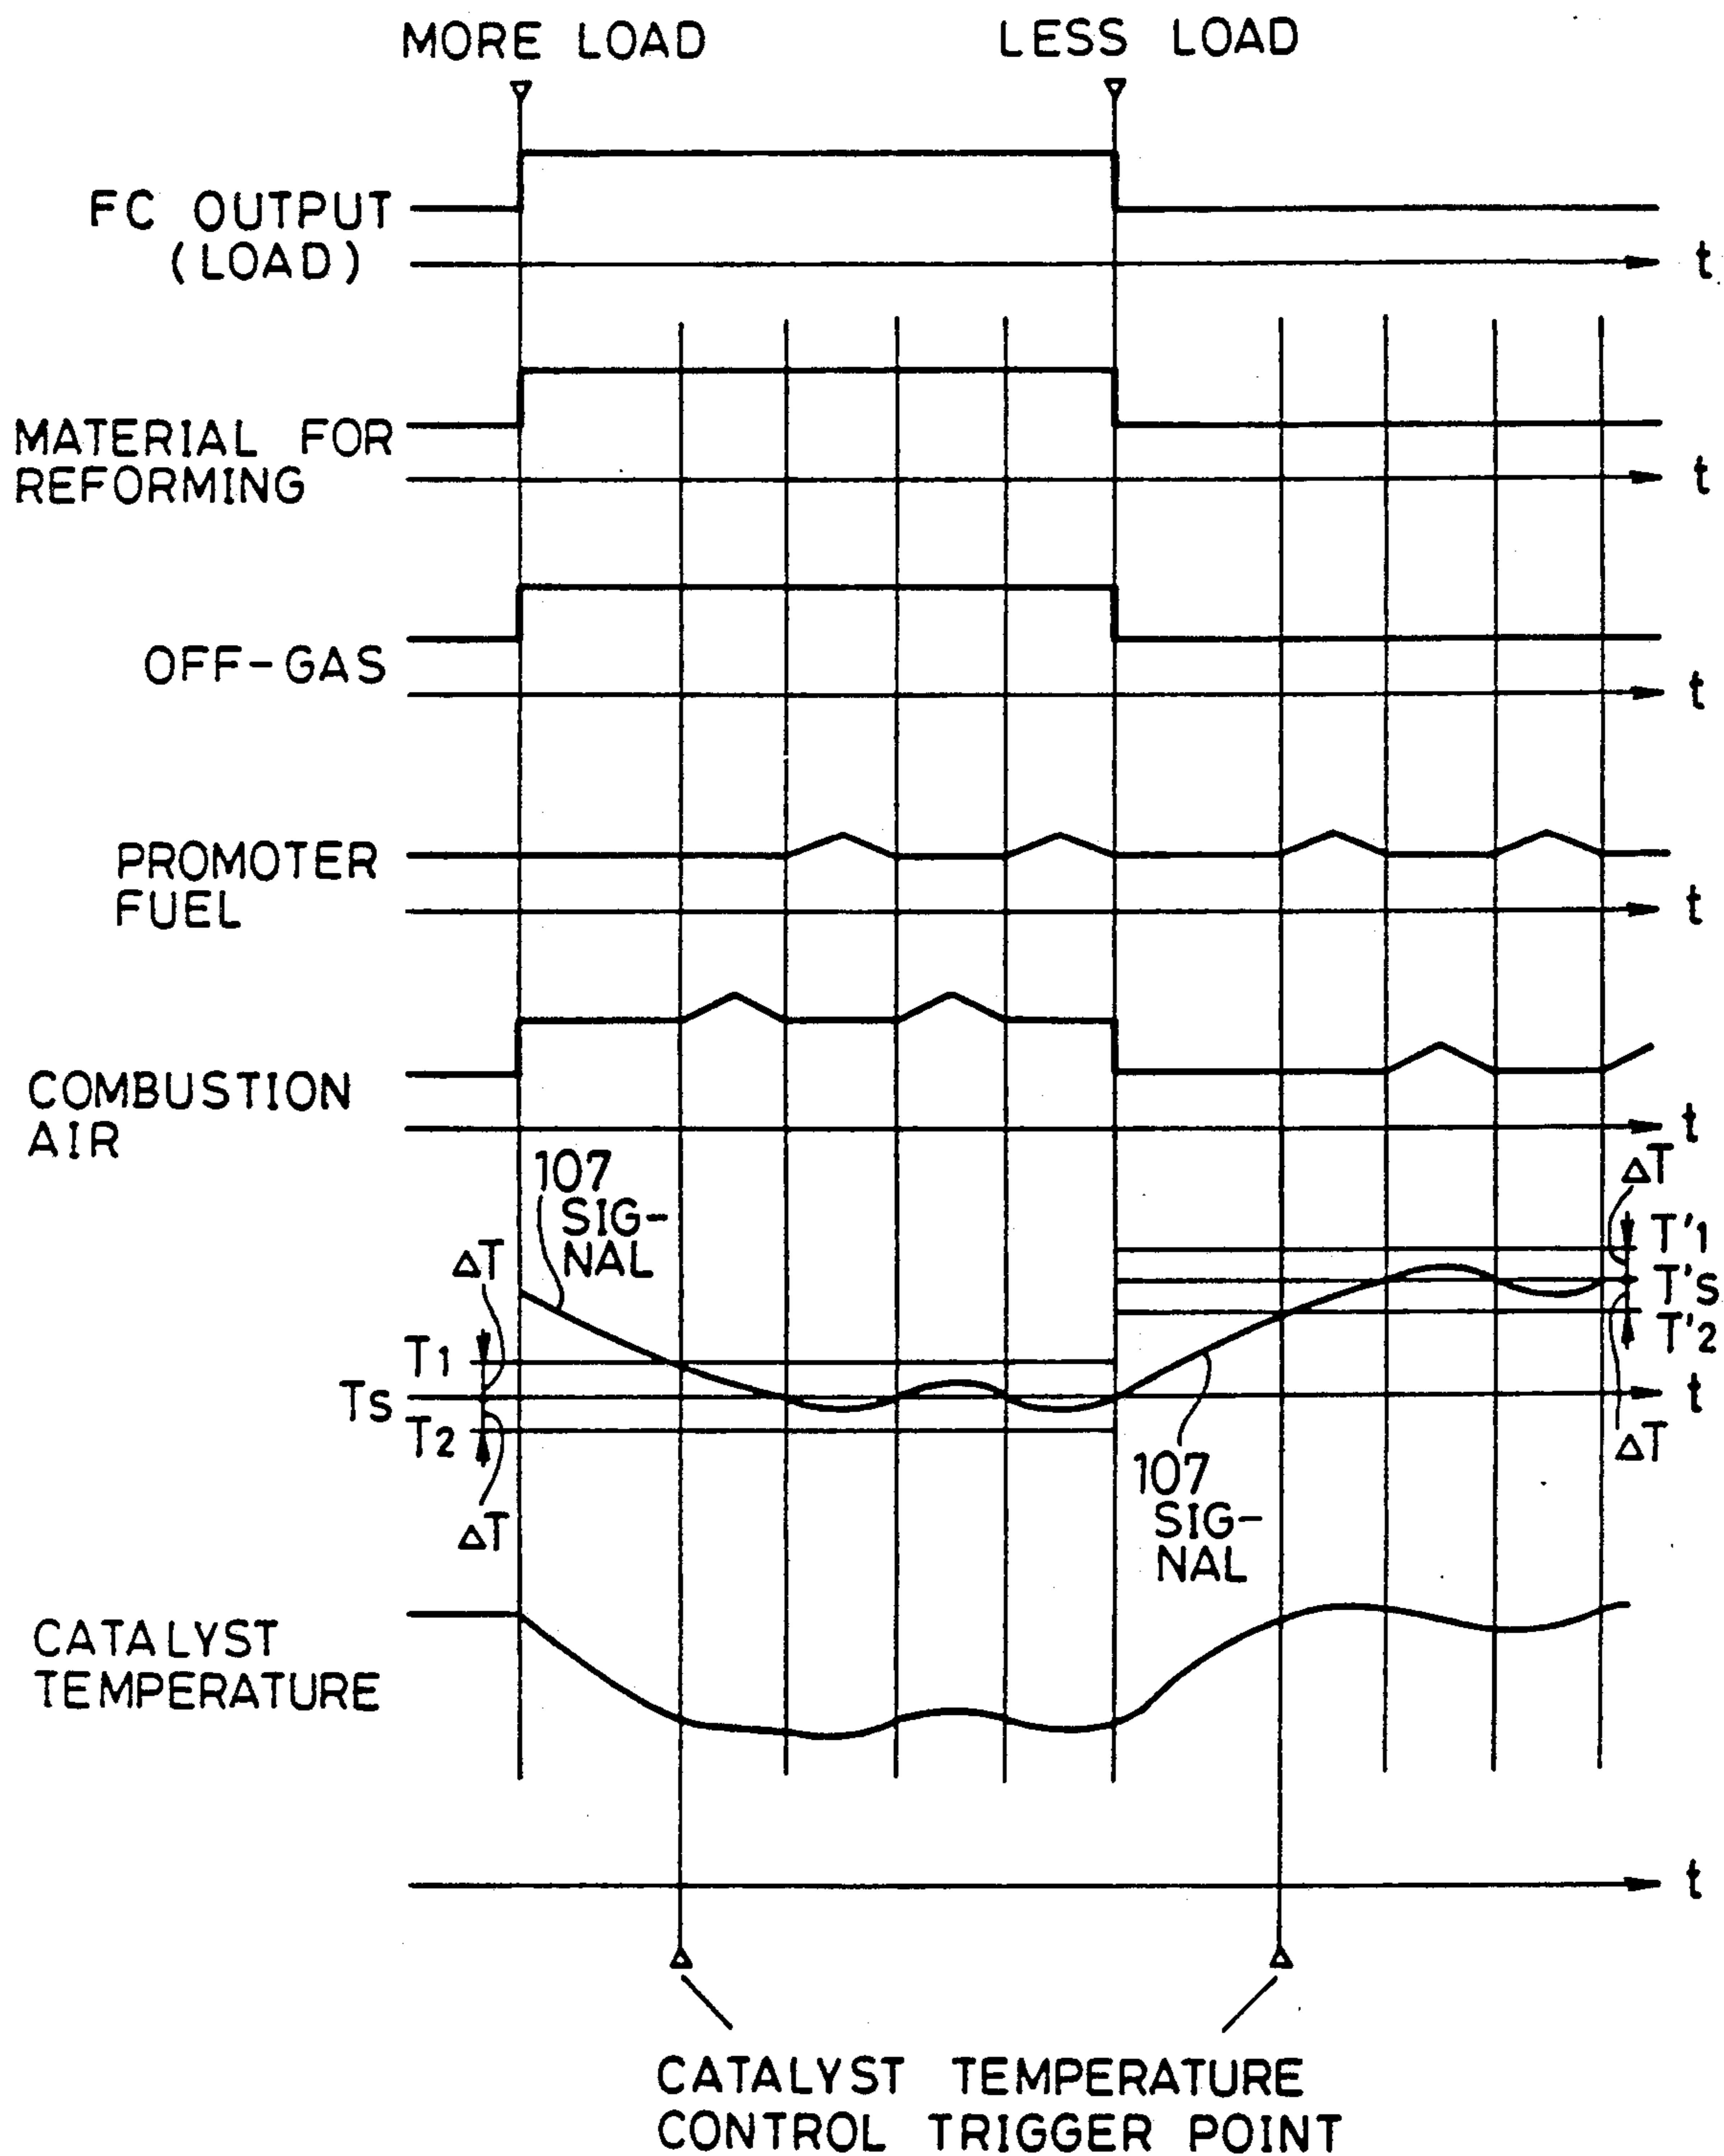 MORE LOAD
LESS LOAD
FC OUTPUT
(LOAD)
t
MATERIAL FOR
REFORMING
t
OFF-GAS
t
PROMOTER
FUEL
t
COMBUSTION
AIR
t
107
SIG-
NAL
ΔT
T1
Ts
T2
ΔT
ΔT
T'1
T's
T'2
t
ΔT
107
SIG-
NAL
CATALYST
TEMPERATURE
t
CATALYST TEMPERATURE
CONTROL TRIGGER POINT